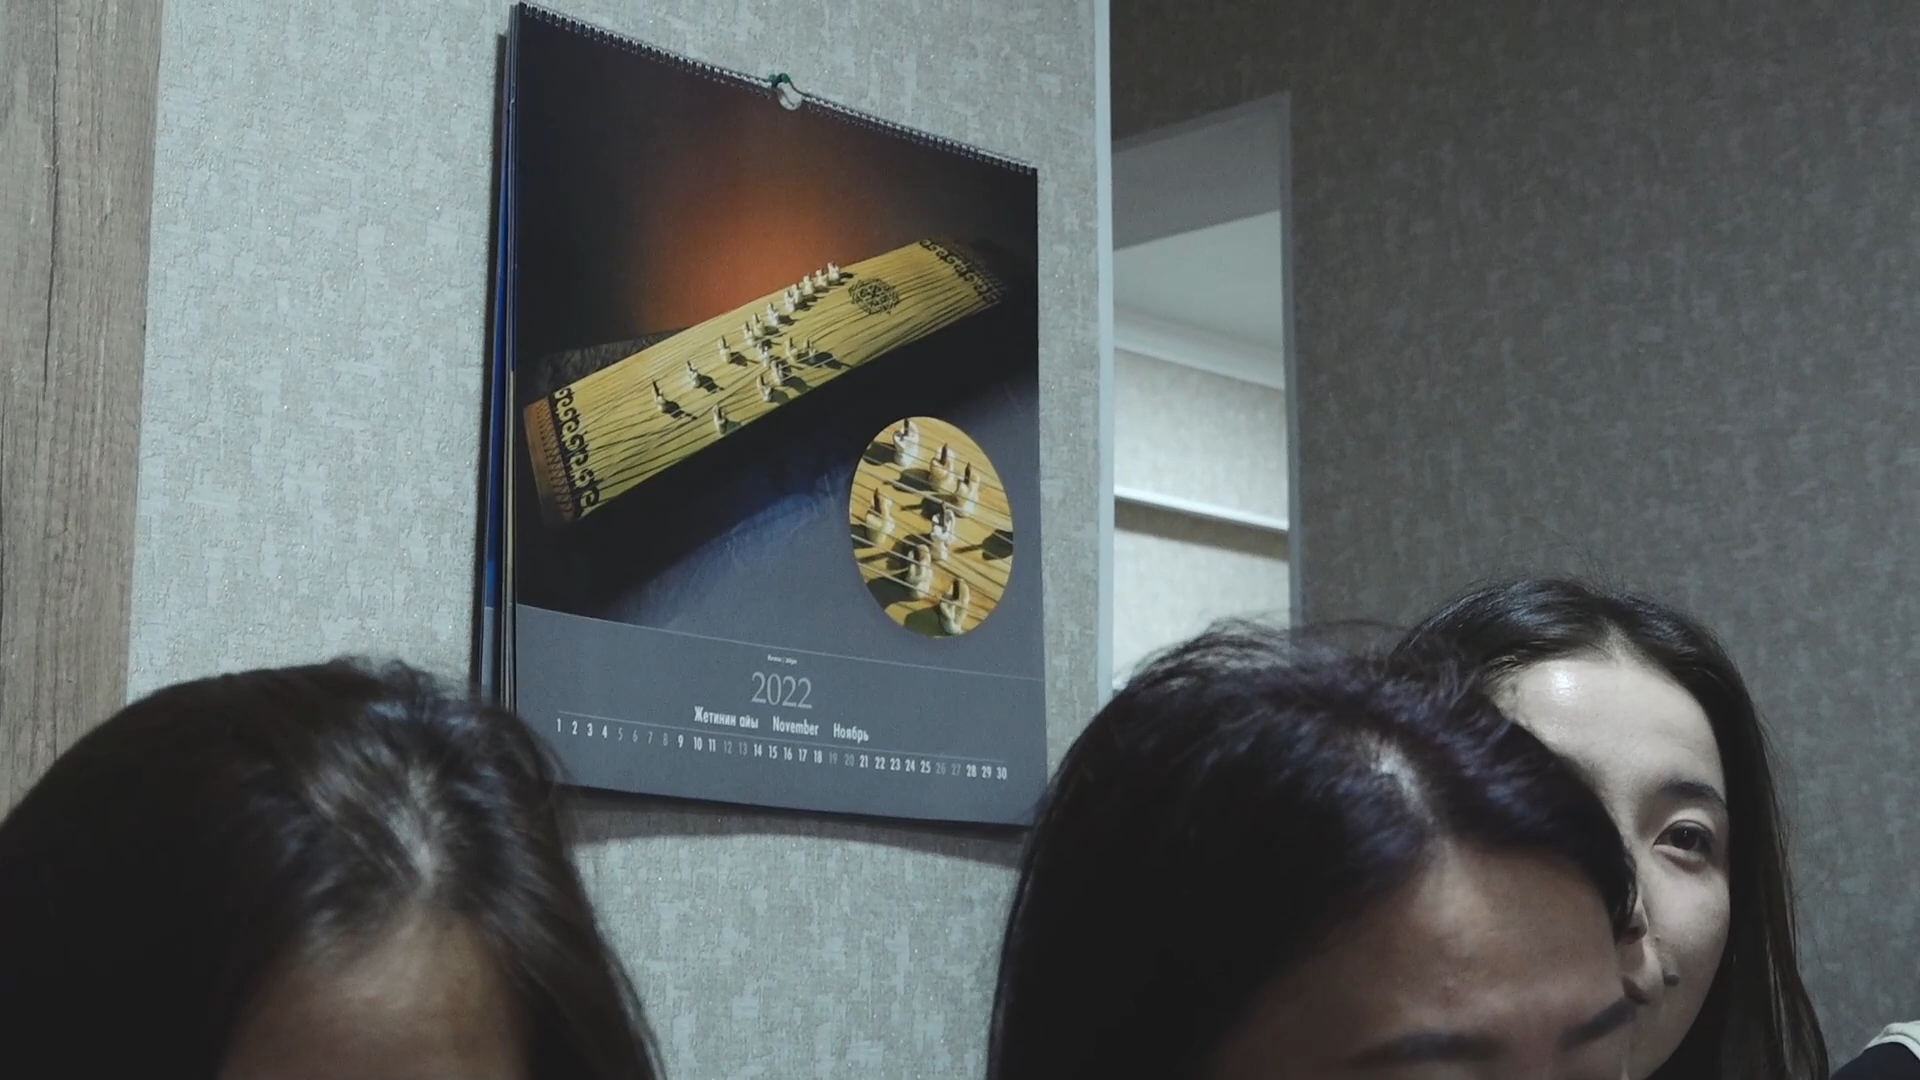 2022
Жетинин айы November Ноябрь
1 2 3 4 5 6 7 8 9 10 11 12 13 14 15 16 17 18 19 20 21 22 23 24 25 26 27 28 29 30